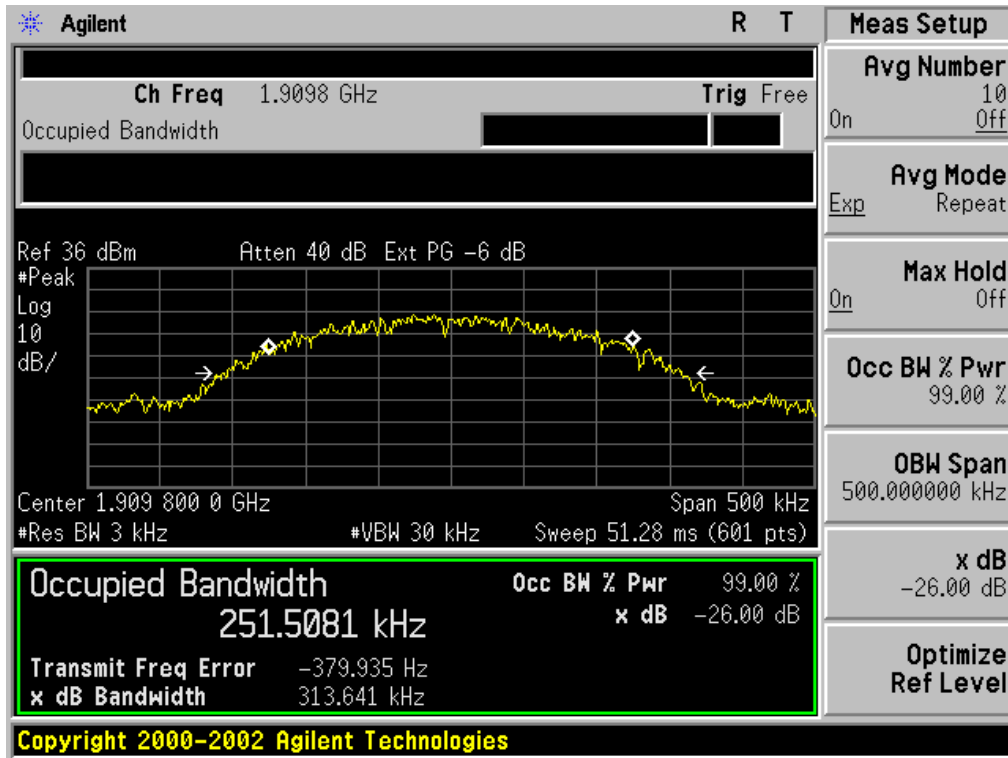 Agilent R T
Ch Freq 1.9098 GHz Trig Free
Occupied Bandwidth
Ref 36 dBm Atten 40 dB Ext PG -6 dB
#Peak
Log
10
dB/
Center 1.909 800 0 GHz Span 500 kHz
#Res BW 3 kHz #VBW 30 kHz Sweep 51.28 ms (601 pts)
Occupied Bandwidth Occ BW % Pwr 99.00 %
251.5081 kHz x dB -26.00 dB
Transmit Freq Error -379.935 Hz
x dB Bandwidth 313.641 kHz
Copyright 2000-2002 Agilent Technologies
Meas Setup
Avg Number
10
On Off
Avg Mode
Exp Repeat
Max Hold
On Off
Occ BW % Pwr
99.00 %
OBW Span
500.000000 kHz
x dB
-26.00 dB
Optimize
Ref Level